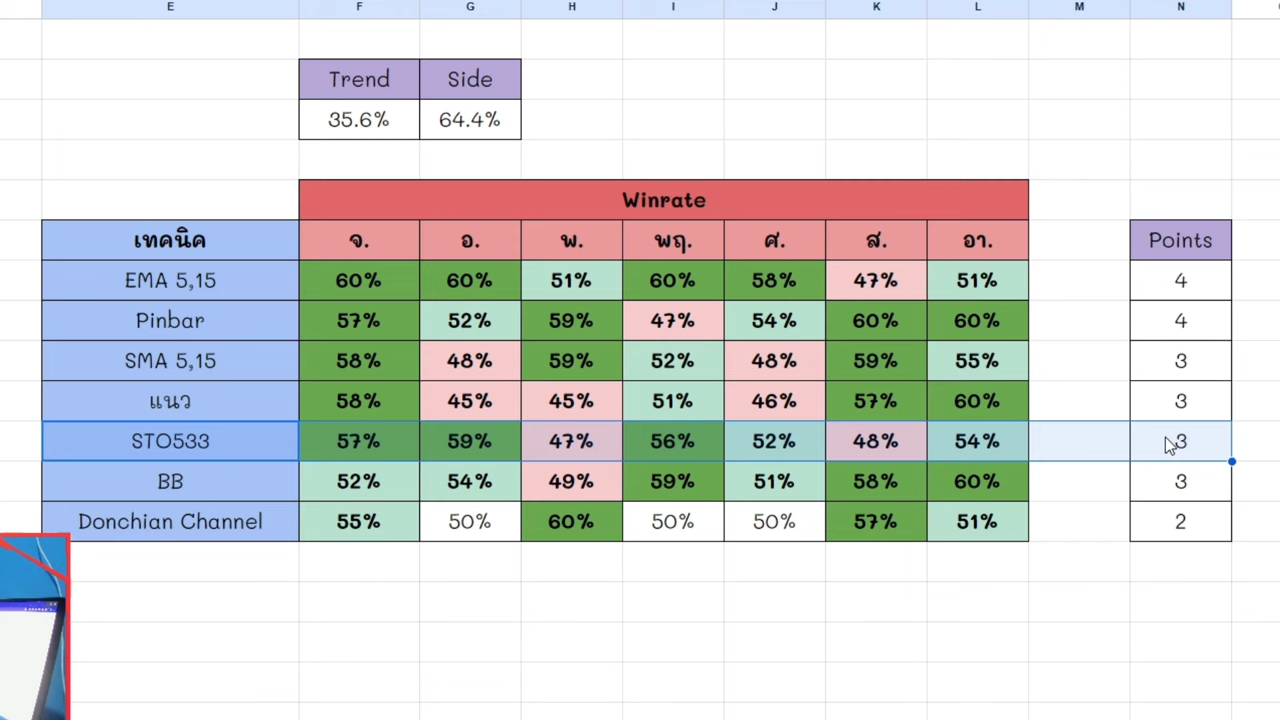 E F G H I J K L M N
Trend Side
35.6% 64.4%
Winrate
เทคนิค จ. อ. พ. พฤ. ศ. ส. อา. Points
EMA 5,15 60% 60% 51% 60% 58% 47% 51% 4
Pinbar 57% 52% 59% 47% 54% 60% 60% 4
SMA 5,15 58% 48% 59% 52% 48% 59% 55% 3
แนว 58% 45% 45% 51% 46% 57% 60% 3
STO533 57% 59% 47% 56% 52% 48% 54% 3
BB 52% 54% 49% 59% 51% 58% 60% 3
Donchian Channel 55% 50% 60% 50% 50% 57% 51% 2